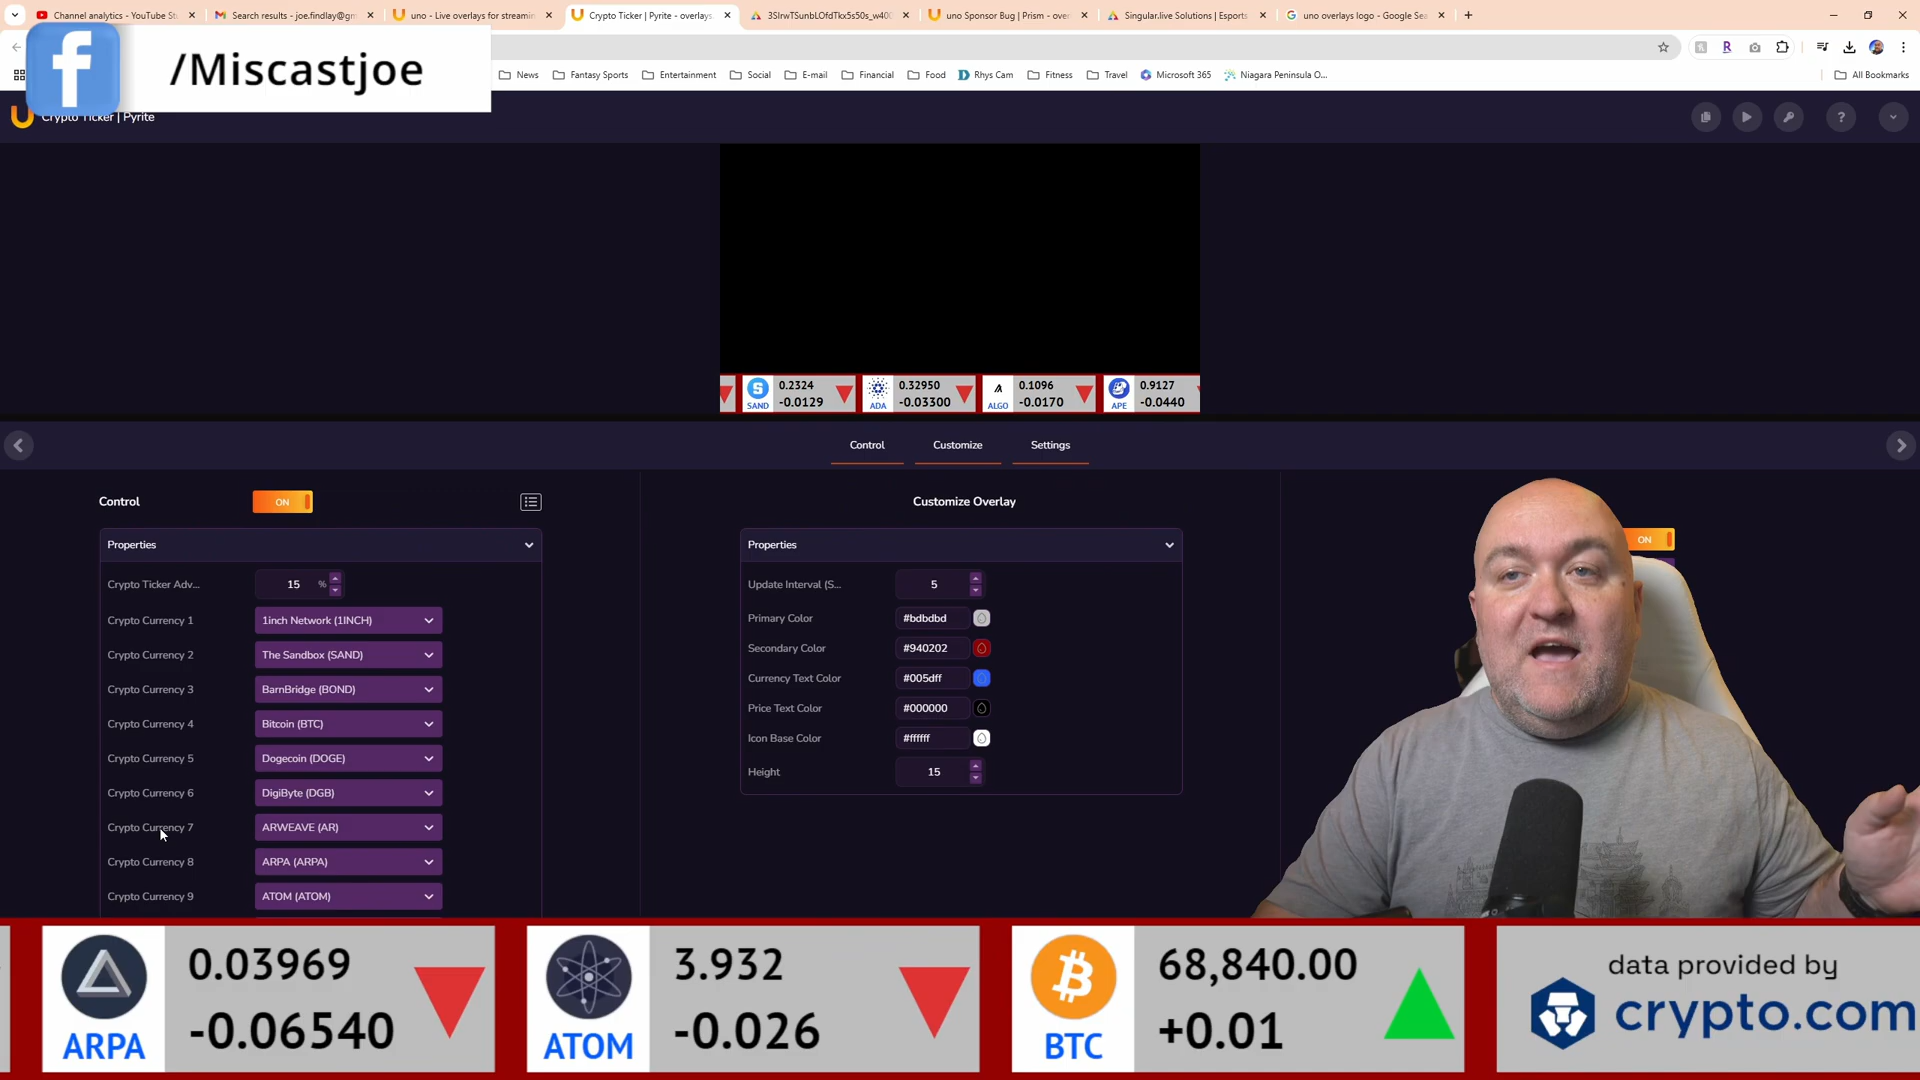 Channel analytics - YouTube St
Search results - joe.findlay@gm
uno - Live overlays for streamin
Crypto Ticker | Pyrite - overlays.
3SIrwTSunbLOfdTkx5s50s_w400
uno Sponsor Bug | Prism - over
Singular.live Solutions | Esports
uno overlays logo - Google Sea
/Miscastjoe
News
Fantasy Sports
Entertainment
Social
E-mail
Financial
Food
Rhys Cam
Fitness
Travel
Microsoft 365
Niagara Peninsula O...
All Bookmarks
Crypto Ticker | Pyrite
SAND
0.2324
-0.0129
ADA
0.32950
-0.03300
ALGO
0.1096
-0.0170
APE
0.9127
-0.0440
Control
Customize
Settings
Control
ON
Properties
Crypto Ticker Adv...
15 %
Crypto Currency 1
1inch Network (1INCH)
Crypto Currency 2
The Sandbox (SAND)
Crypto Currency 3
BarnBridge (BOND)
Crypto Currency 4
Bitcoin (BTC)
Crypto Currency 5
Dogecoin (DOGE)
Crypto Currency 6
DigiByte (DGB)
Crypto Currency 7
ARWEAVE (AR)
Crypto Currency 8
ARPA (ARPA)
Crypto Currency 9
ATOM (ATOM)
Customize Overlay
Properties
Update Interval (S...
5
Primary Color
#bdbdbd
Secondary Color
#940202
Currency Text Color
#005dff
Price Text Color
#000000
Icon Base Color
#ffffff
Height
15
ON
ARPA
0.03969
-0.06540
ATOM
3.932
-0.026
BTC
68,840.00
+0.01
data provided by
crypto.com